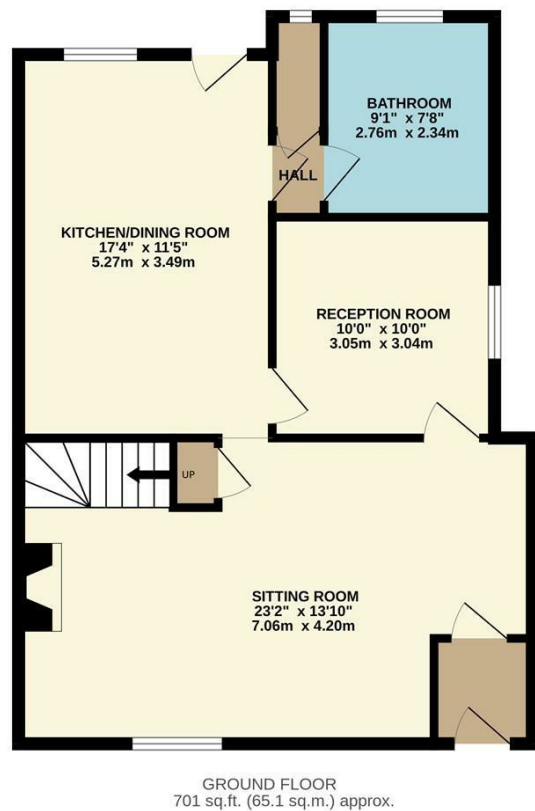 BATHROOM
9'1" x 7'8"
2.76m x 2.34m
HALL
KITCHEN/DINING ROOM
17'4" x 11'5"
5.27m x 3.49m
RECEPTION ROOM
10'0" x 10'0"
3.05m x 3.04m
UP
SITTING ROOM
23'2" x 13'10"
7.06m x 4.20m
GROUND FLOOR
701 sq.ft. (65.1 sq.m.) approx.